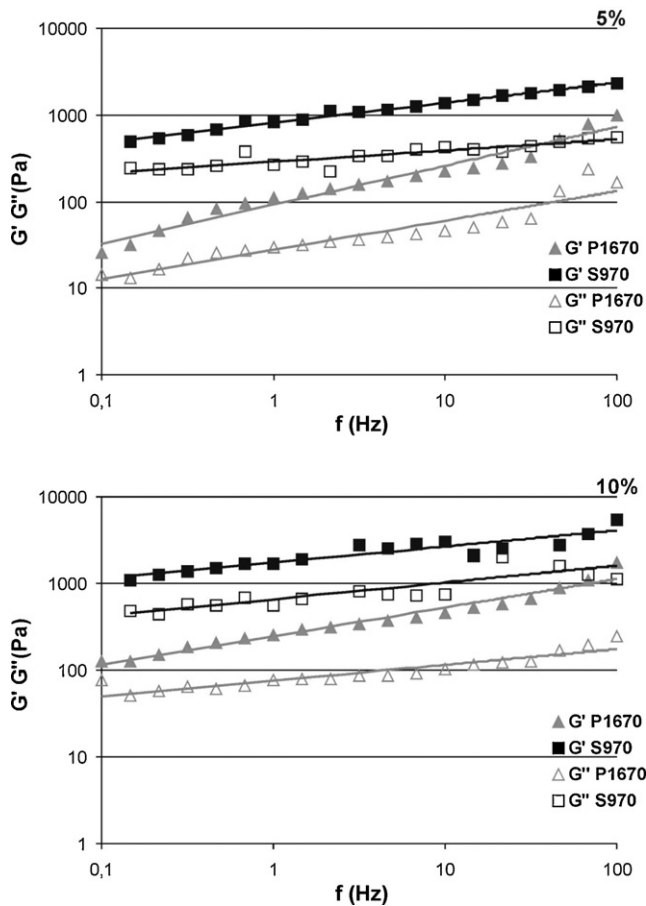 5%
10000
1000
100
10
1
G' G''(Pa)
0,1 1 10 100
f (Hz)
G' P1670
G' S970
G'' P1670
G'' S970
10%
10000
1000
100
10
1
G' G''(Pa)
0,1 1 10 100
f (Hz)
G' P1670
G' S970
G'' P1670
G'' S970